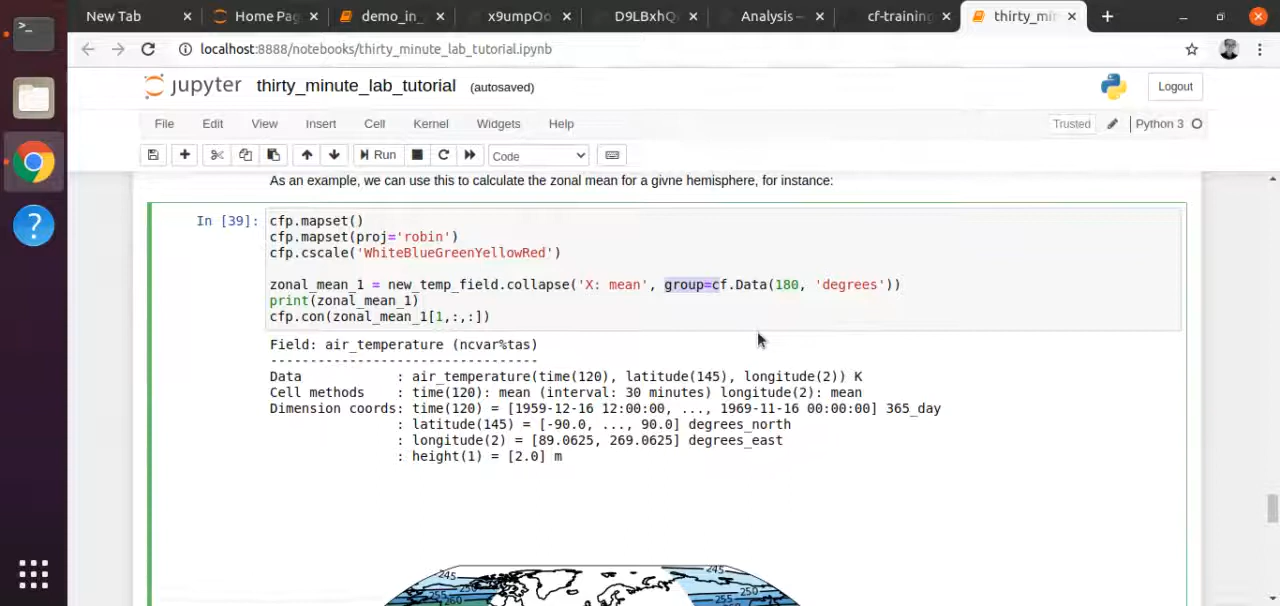 New Tab
Home Pag
demo_in_
x9umpOo
D9LBxhQ
Analysis –
cf-training
thirty_mi
localhost:8888/notebooks/thirty_minute_lab_tutorial.ipynb
jupyter thirty_minute_lab_tutorial (autosaved)
Logout
File Edit View Insert Cell Kernel Widgets Help
Trusted
Python 3
Run
Code
As an example, we can use this to calculate the zonal mean for a givne hemisphere, for instance:
In [39]: cfp.mapset()
cfp.mapset(proj='robin')
cfp.cscale('WhiteBlueGreenYellowRed')
zonal_mean_1 = new_temp_field.collapse('X: mean', group=cf.Data(180, 'degrees'))
print(zonal_mean_1)
cfp.con(zonal_mean_1[1,:,:])
Field: air_temperature (ncvar%tas)
----------------------------------
Data : air_temperature(time(120), latitude(145), longitude(2)) K
Cell methods : time(120): mean (interval: 30 minutes) longitude(2): mean
Dimension coords: time(120) = [1959-12-16 12:00:00, ..., 1969-11-16 00:00:00] 365_day
: latitude(145) = [-90.0, ..., 90.0] degrees_north
: longitude(2) = [89.0625, 269.0625] degrees_east
: height(1) = [2.0] m
245
245
250
255
260